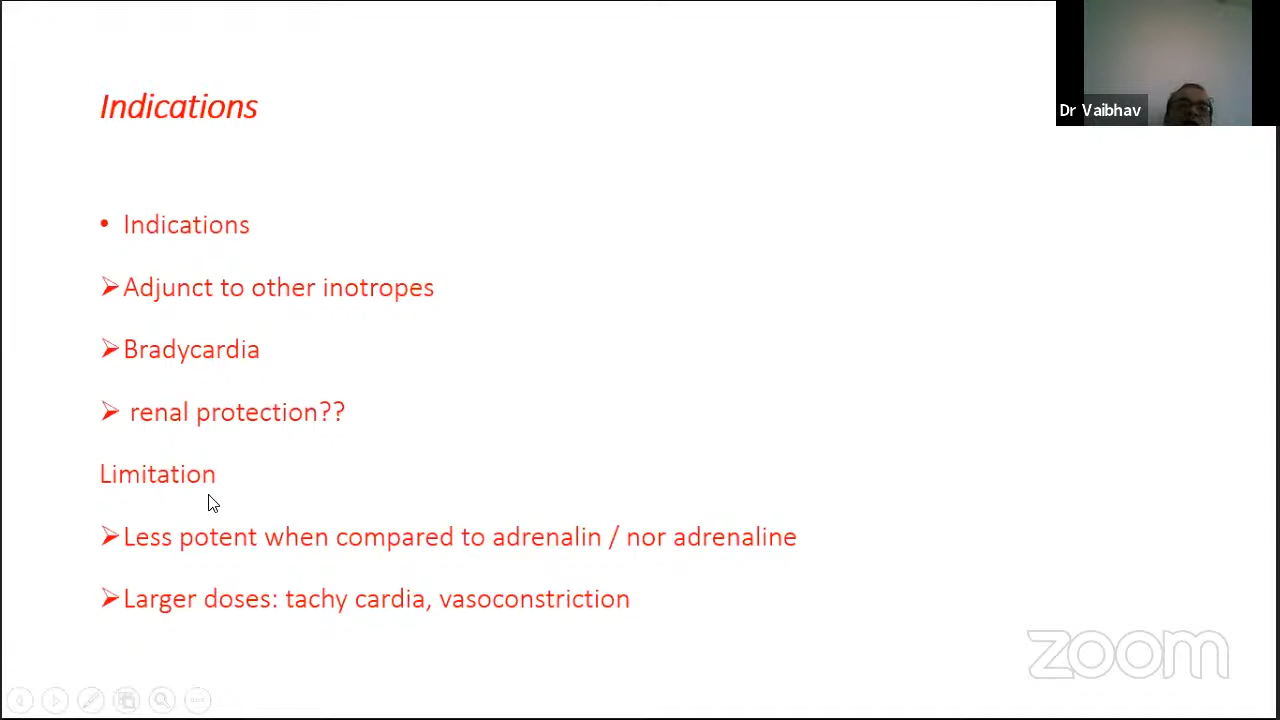 Indications
Dr Vaibhav
• Indications
➢Adjunct to other inotropes
➢Bradycardia
➢ renal protection??
Limitation
➢Less potent when compared to adrenalin / nor adrenaline
➢Larger doses: tachy cardia, vasoconstriction
zoom